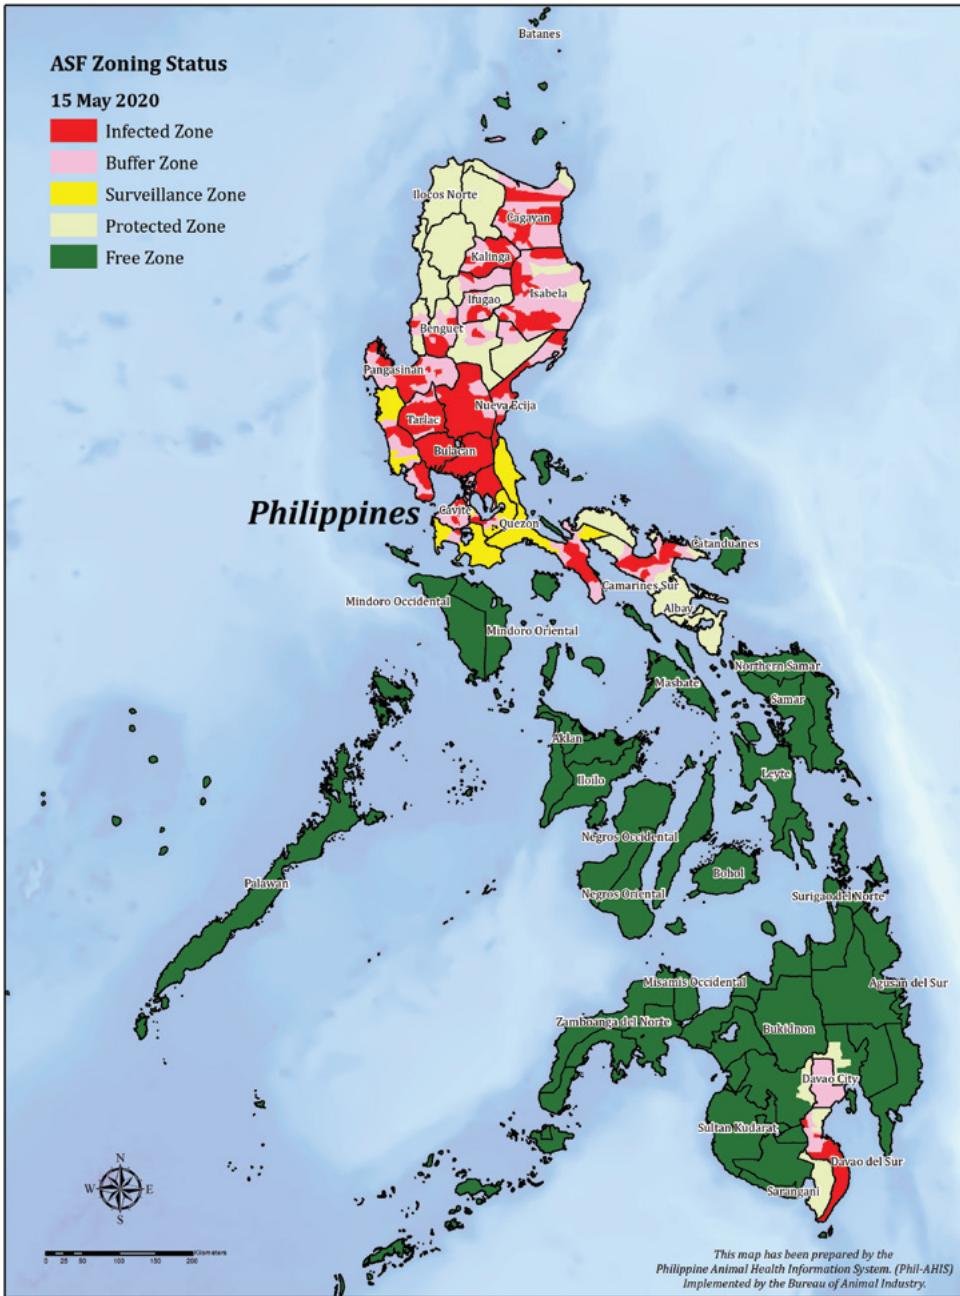 Batanes
ASF Zoning Status
15 May 2020
Infected Zone
Buffer Zone
Surveillance Zone
Protected Zone
Free Zone
Ilocos Norte
Cagayan
Kalinga
Isabela
Ifugao
Benguet
Pangasinan
Nueva Ecija
Tarlac
Bulacan
Philippines
Cavite
Quezon
Catanduanes
Camarines Sur
Albay
Mindoro Occidental
Mindoro Oriental
Northern Samar
Masbate
Samar
Aklan
Iloilo
Leyte
Negros Occidental
Bohol
Palawan
Negros Oriental
Surigao del Norte
Misamis Occidental
Agusan del Sur
Zamboanga del Norte
Bukidnon
Davao City
Sultan Kudarat
Davao del Sur
Sarangani
N
W E
S
Kilometers
0 25 50 100 150 200
This map has been prepared by the
Philippine Animal Health Information System. (Phil-AHIS)
Implemented by the Bureau of Animal Industry.